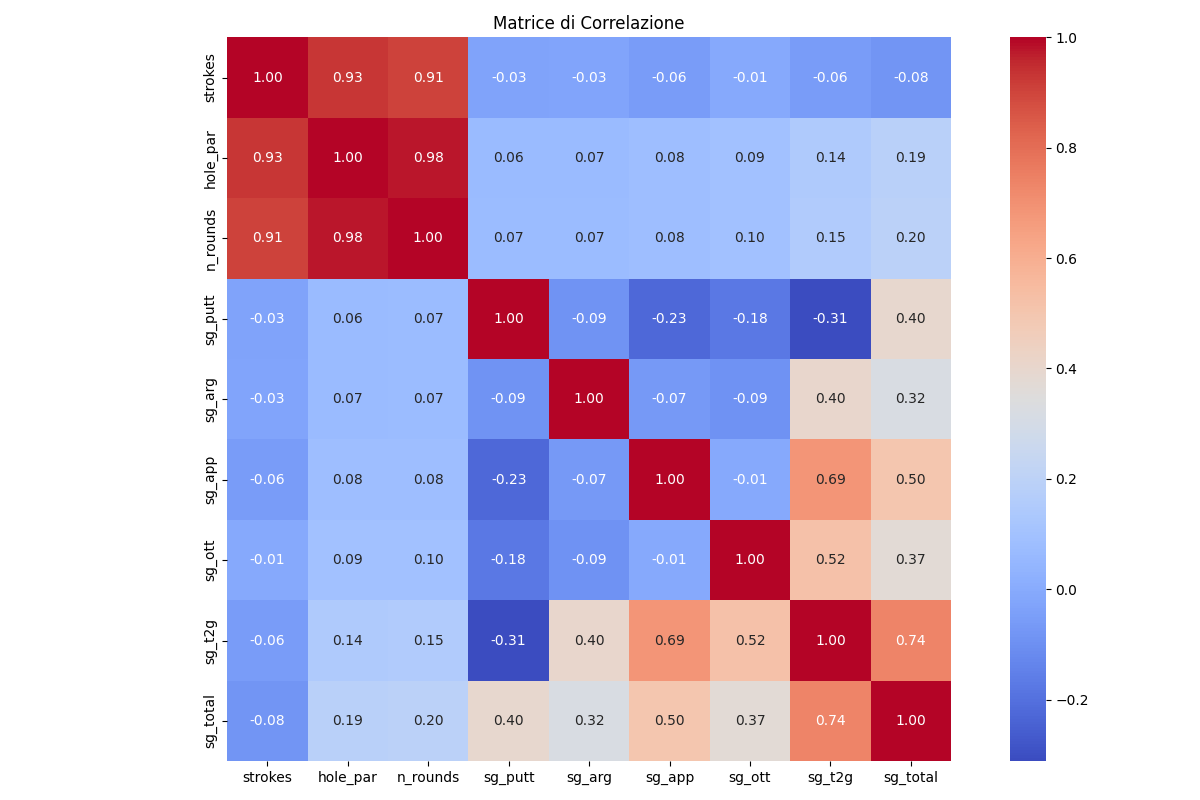 Matrice di Correlazione
strokes 1.00 0.93 0.91 -0.03 -0.03 -0.06 -0.01 -0.06 -0.08
hole_par 0.93 1.00 0.98 0.06 0.07 0.08 0.09 0.14 0.19
n_rounds 0.91 0.98 1.00 0.07 0.07 0.08 0.10 0.15 0.20
sg_putt -0.03 0.06 0.07 1.00 -0.09 -0.23 -0.18 -0.31 0.40
sg_arg -0.03 0.07 0.07 -0.09 1.00 -0.07 -0.09 0.40 0.32
sg_app -0.06 0.08 0.08 -0.23 -0.07 1.00 -0.01 0.69 0.50
sg_ott -0.01 0.09 0.10 -0.18 -0.09 -0.01 1.00 0.52 0.37
sg_t2g -0.06 0.14 0.15 -0.31 0.40 0.69 0.52 1.00 0.74
sg_total -0.08 0.19 0.20 0.40 0.32 0.50 0.37 0.74 1.00
strokes hole_par n_rounds sg_putt sg_arg sg_app sg_ott sg_t2g sg_total
1.0
0.8
0.6
0.4
0.2
0.0
−0.2